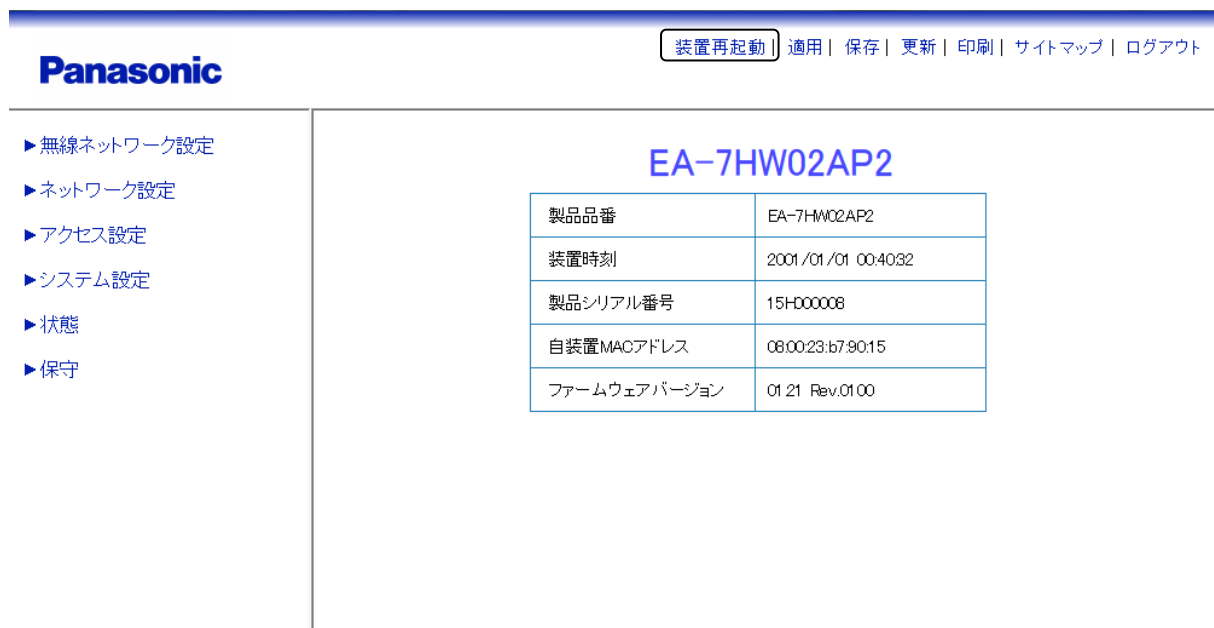 装置再起動| 適用| 保存| 更新| 印刷| サイトマップ| ログアウト
Panasonic
►無線ネットワーク設定
►ネットワーク設定
►アクセス設定
►システム設定
►状態
►保守
EA-7HW02AP2
製品品番 EA-7HW02AP2
装置時刻 2001/01/01 00:40:32
製品シリアル番号 15H000008
自装置MACアドレス 08:00:23:b7:90:15
ファームウェアバージョン 01.21 Rev.0100